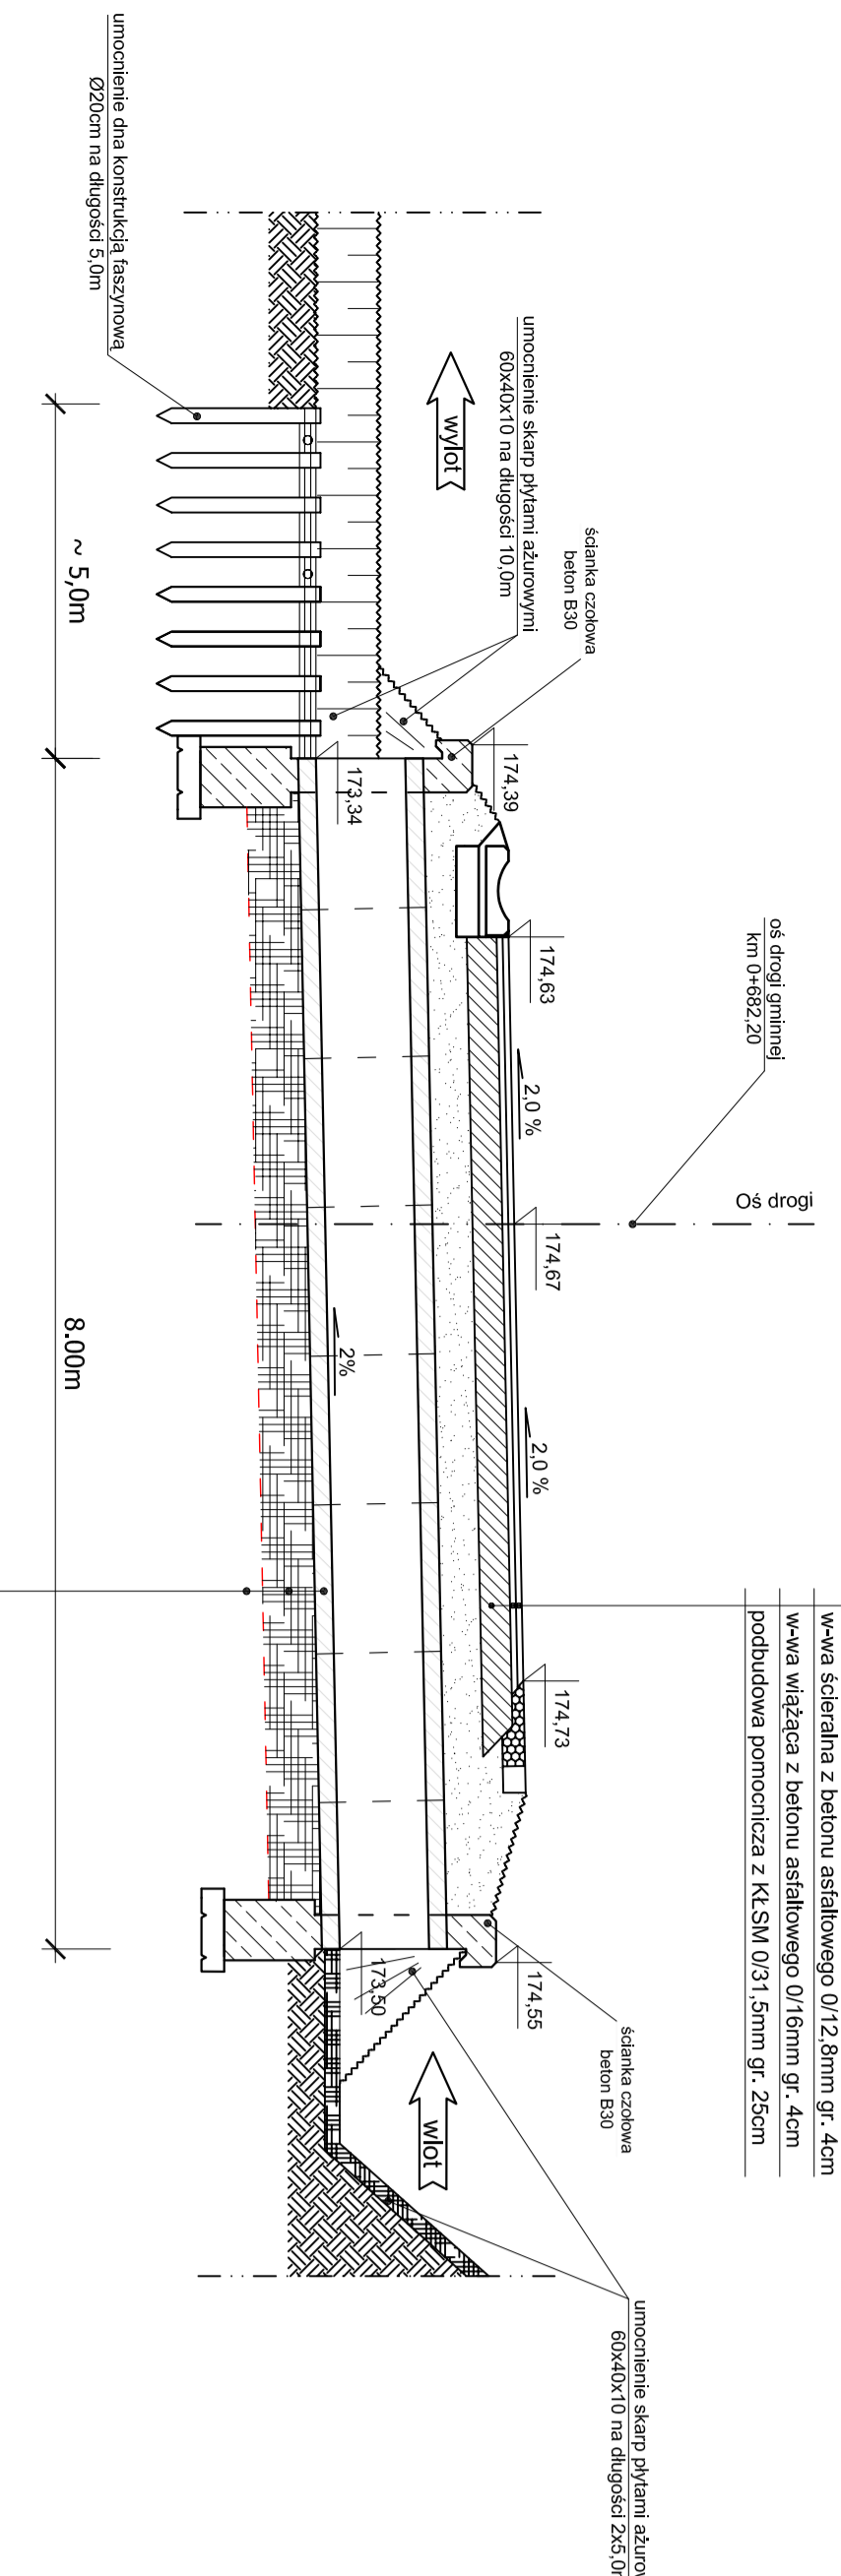 w-wa ścieralna z betonu asfaltowego 0/12,8mm gr. 4cm
w-wa wiążąca z betonu asfaltowego 0/16mm gr. 4cm
podbudowa pomocnicza z KŁSM 0/31,5mm gr. 25cm
oś drogi gminnej
km 0+682,20
Oś drogi
ścianka czołowa
beton B30
umocnienie skarp płytami ażurowymi
60x40x10 na długości 10,0m
wylot
174,39
174,63
2,0 %
174,67
2,0 %
174,73
174,55
ścianka czołowa
beton B30
wlot
umocnienie skarp płytami
60x40x10 na długości
173,34
2%
173,50
umocnienie dna konstrukcją faszynową
Ø20cm na długości 5,0m
~ 5,0m
8.00m